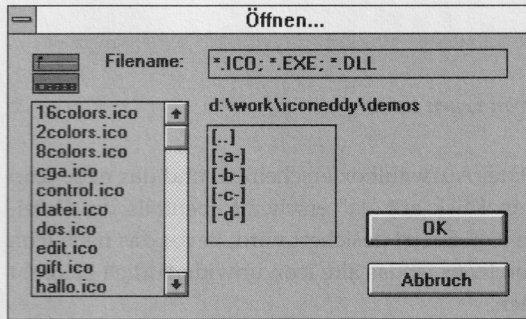 Öffnen...
Filename:
*.ICO; *.EXE; *.DLL
d:\work\iconeddy\demos
16colors.ico
2colors.ico
8colors.ico
cga.ico
control.ico
datei.ico
dos.ico
edit.ico
gift.ico
hallo.ico
[..]
[-a-]
[-b-]
[-c-]
[-d-]
OK
Abbruch